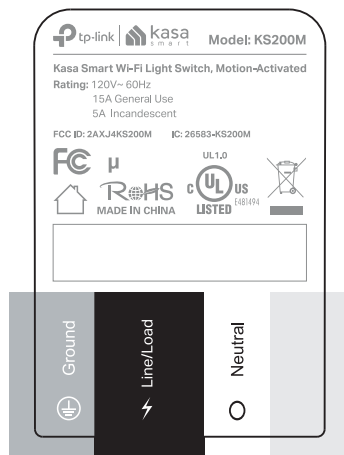 tp-link kasa smart Model: KS200M
Kasa Smart Wi-Fi Light Switch, Motion-Activated
Rating: 120V~ 60Hz
15A General Use
5A Incandescent
FCC ID: 2AXJ4KS200M IC: 26583-KS200M
FC µ
UL1.0
RoHS
MADE IN CHINA
c UL US
LISTED E481494
Ground
Line/Load
Neutral